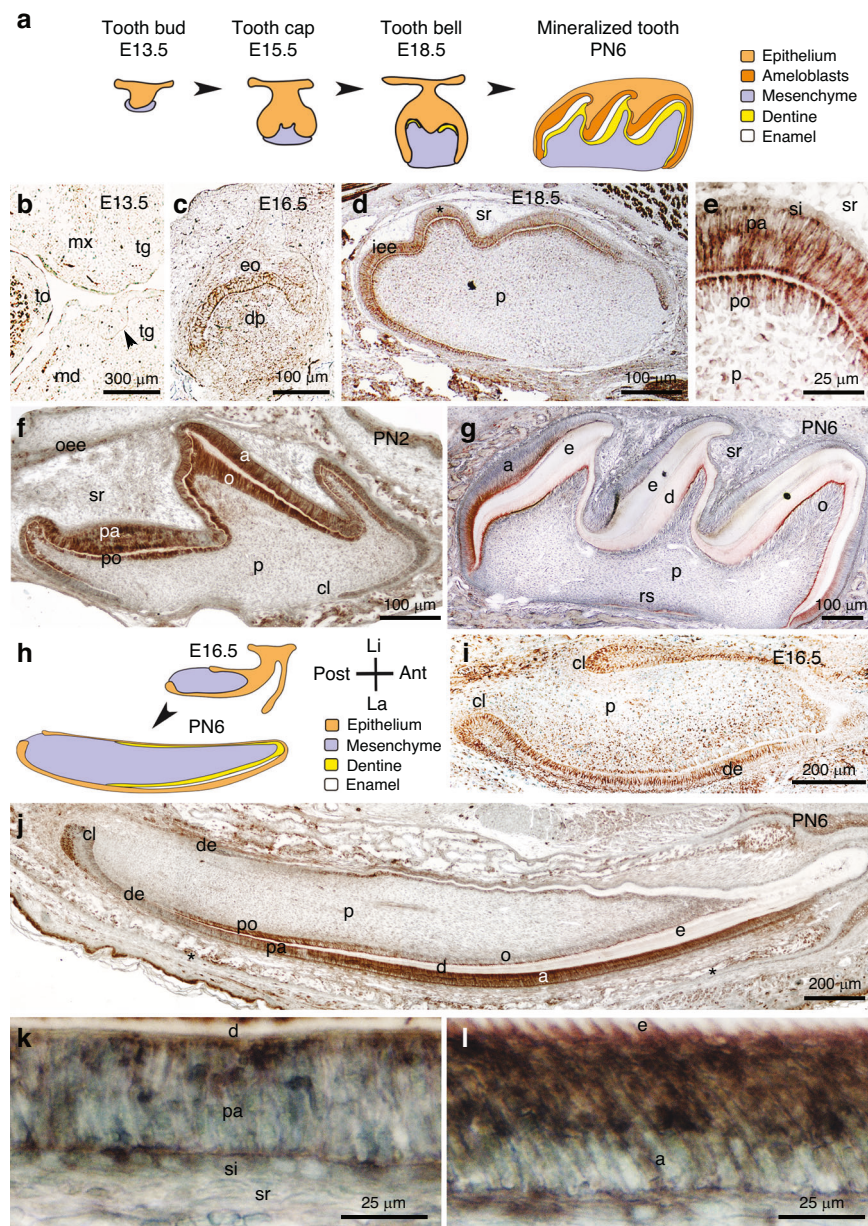 a
Tooth bud Tooth cap Tooth bell Mineralized tooth
E13.5 E15.5 E18.5 PN6
Epithelium
Ameloblasts
Mesenchyme
Dentine
Enamel
b E13.5
mx
tg
td
tg
md
300 μm
c E16.5
eo
dp
100 μm
d E18.5
* sr
iee
p
100 μm
e sr
si
pa
po
p
25 μm
f PN2
oee
a
o
sr
pa
po
p
cl
100 μm
g PN6
e sr
a
e
d
o
p
rs
100 μm
h E16.5
Li
Post Ant
La
PN6
Epithelium
Mesenchyme
Dentine
Enamel
i E16.5
cl
cl
p
de
200 μm
j PN6
cl de
de
p
po
pa
e
o
d
a
* *
200 μm
k d
pa
si
sr
25 μm
l e
a
25 μm